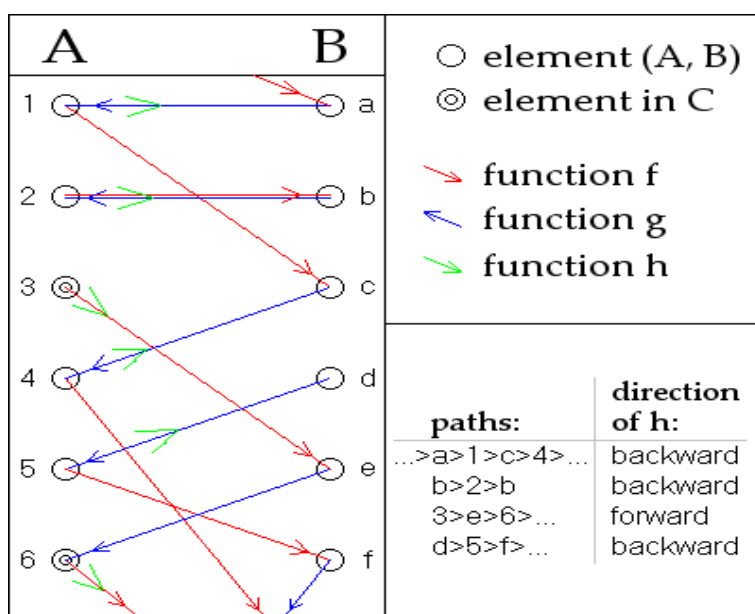 A B
1 a
2 b
3 c
4 d
5 e
6 f
element (A, B)
element in C
function f
function g
function h
paths: direction of h:
...>a>1>c>4>... backward
b>2>b backward
3>e>6>... forward
d>5>f>... backward